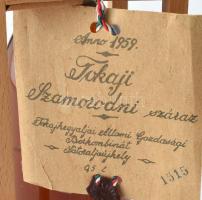 Anno 1959.
Tokaji
Szamorodni száraz
Tokajhegyaljai Állami Gazdasági
Borkombinát
Sátoraljaújhely
1515